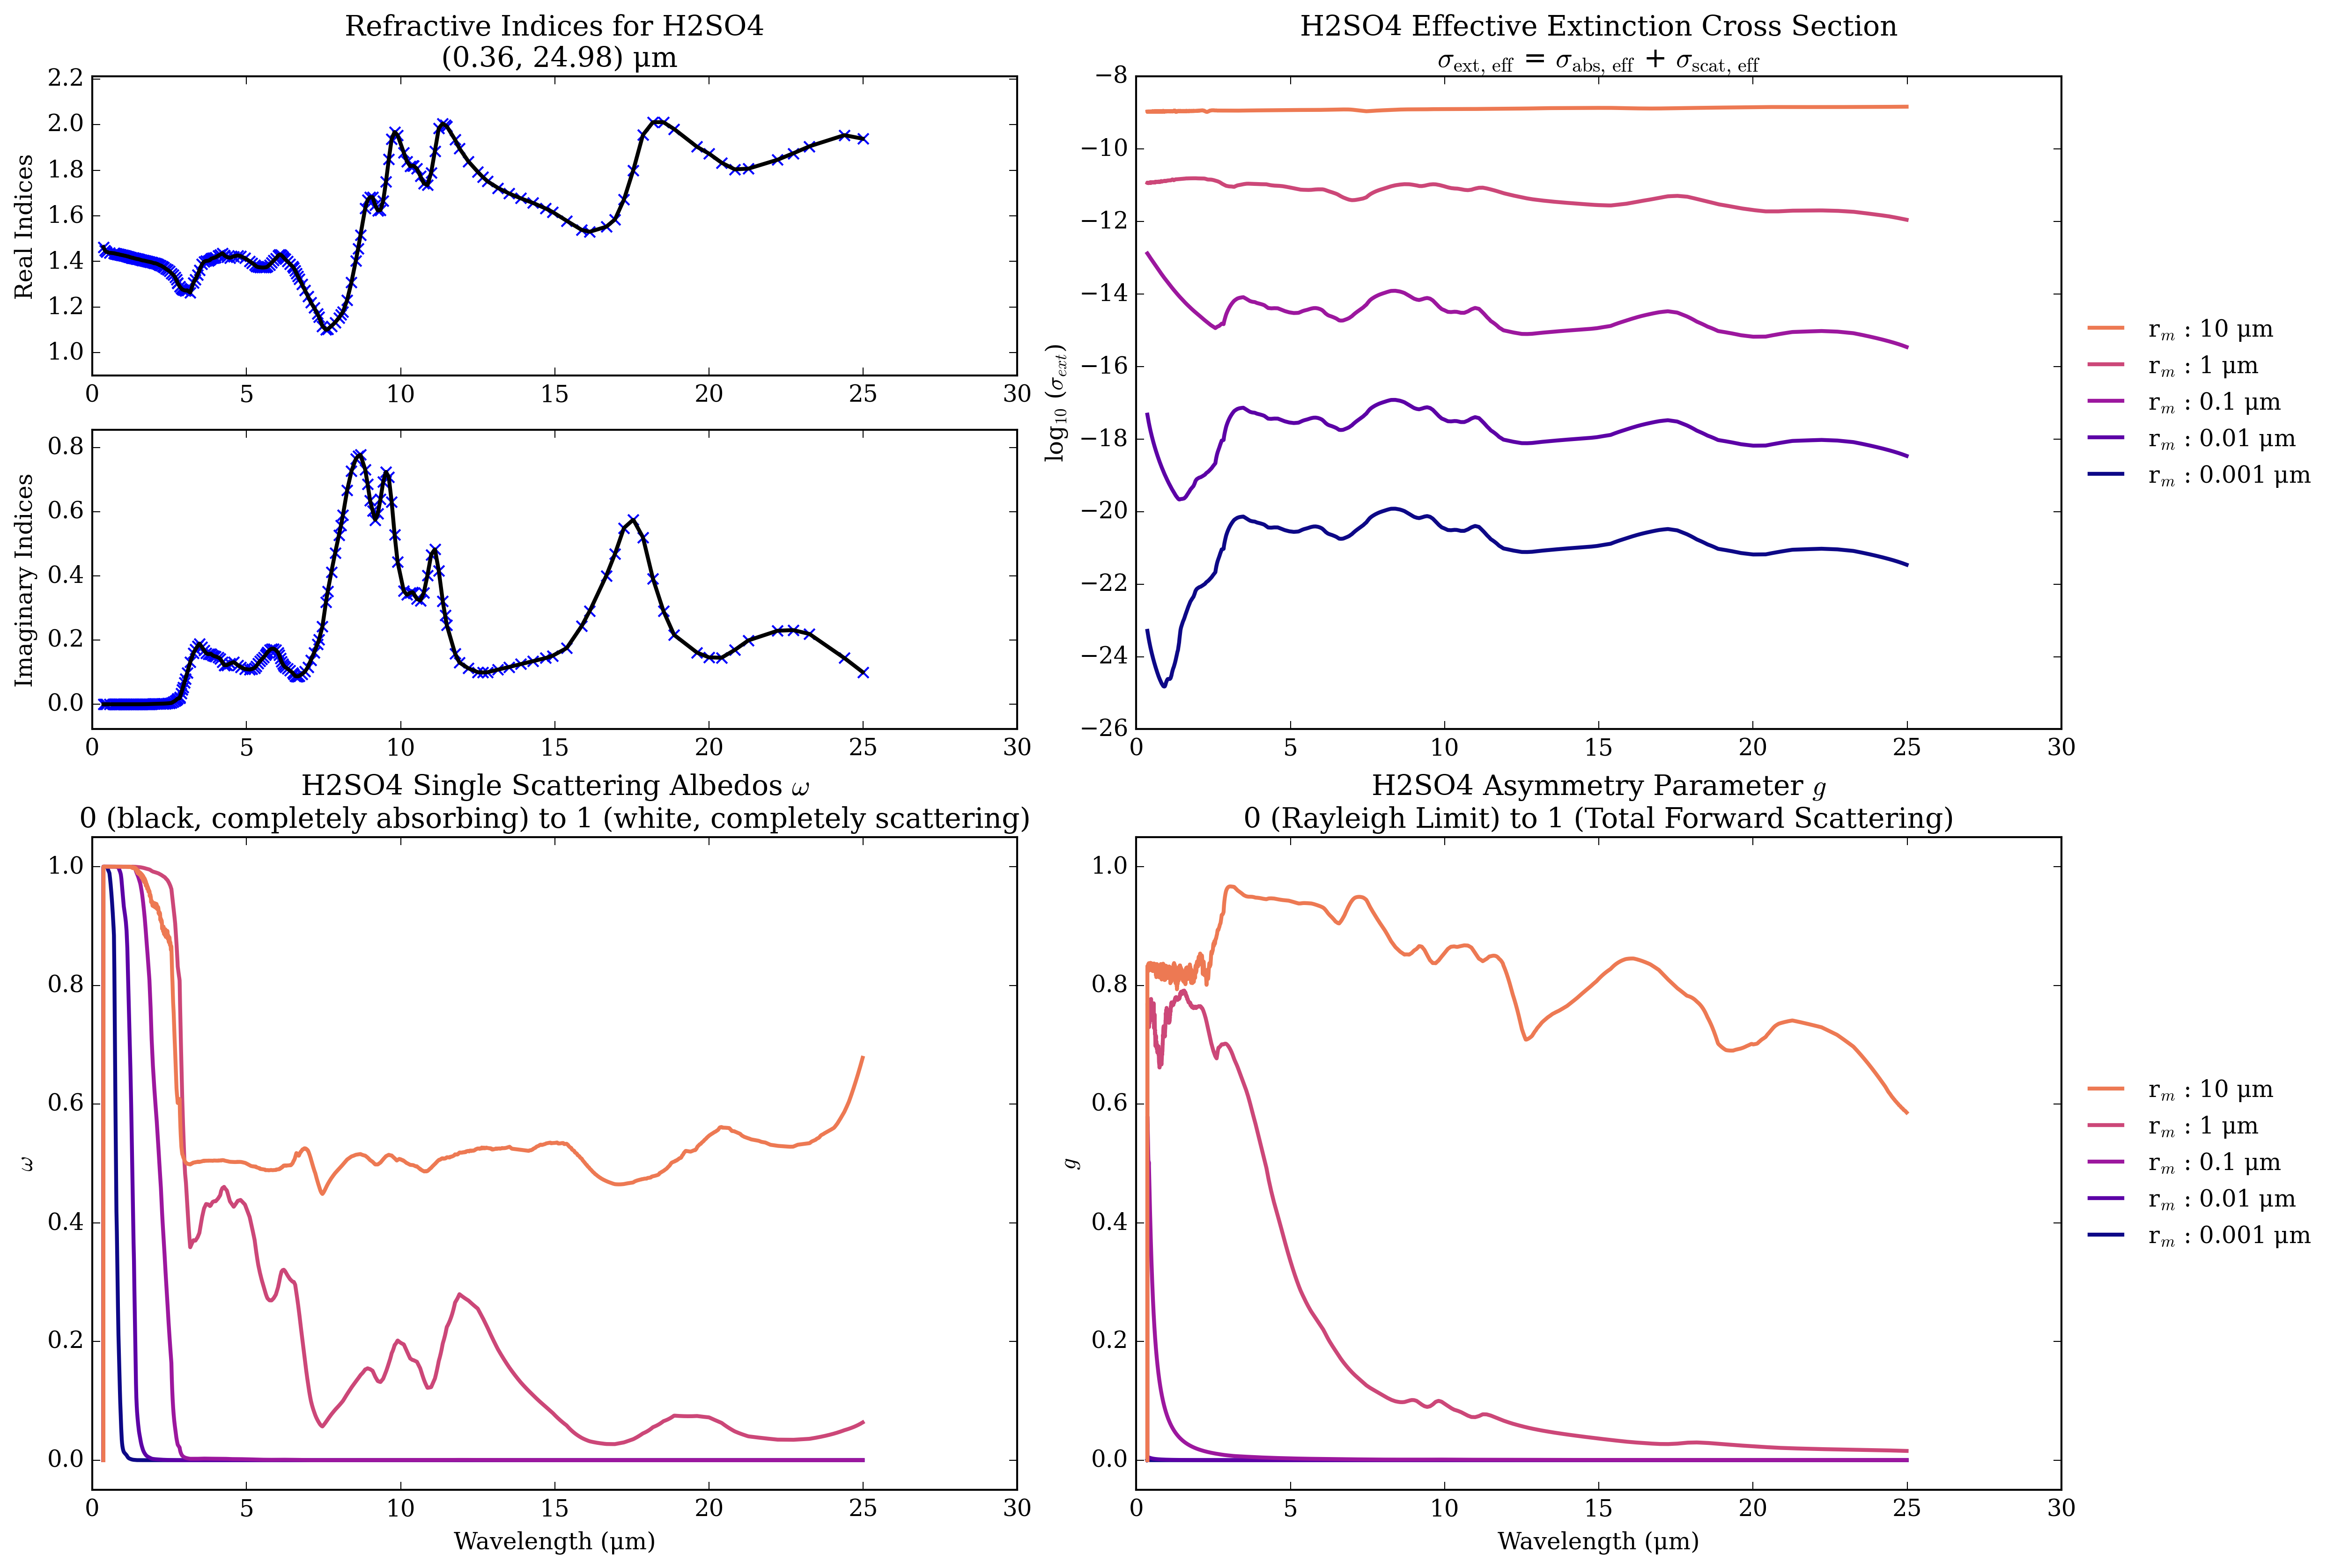 Refractive Indices for H2SO4
(0.36, 24.98) µm
2.2
2.0
1.8
1.6
1.4
1.2
1.0
Real Indices
0 5 10 15 20 25 30
0.8
0.6
0.4
0.2
0.0
Imaginary Indices
0 5 10 15 20 25 30
H2SO4 Effective Extinction Cross Section
σext, eff = σabs, eff + σscat, eff
−8
−10
−12
−14
−16
−18
−20
−22
−24
−26
log10 (σext)
0 5 10 15 20 25 30
rm : 10 µm
rm : 1 µm
rm : 0.1 µm
rm : 0.01 µm
rm : 0.001 µm
H2SO4 Single Scattering Albedos ω
0 (black, completely absorbing) to 1 (white, completely scattering)
1.0
0.8
0.6
0.4
0.2
0.0
ω
0 5 10 15 20 25 30
Wavelength (µm)
H2SO4 Asymmetry Parameter g
0 (Rayleigh Limit) to 1 (Total Forward Scattering)
1.0
0.8
0.6
0.4
0.2
0.0
g
0 5 10 15 20 25 30
Wavelength (µm)
rm : 10 µm
rm : 1 µm
rm : 0.1 µm
rm : 0.01 µm
rm : 0.001 µm